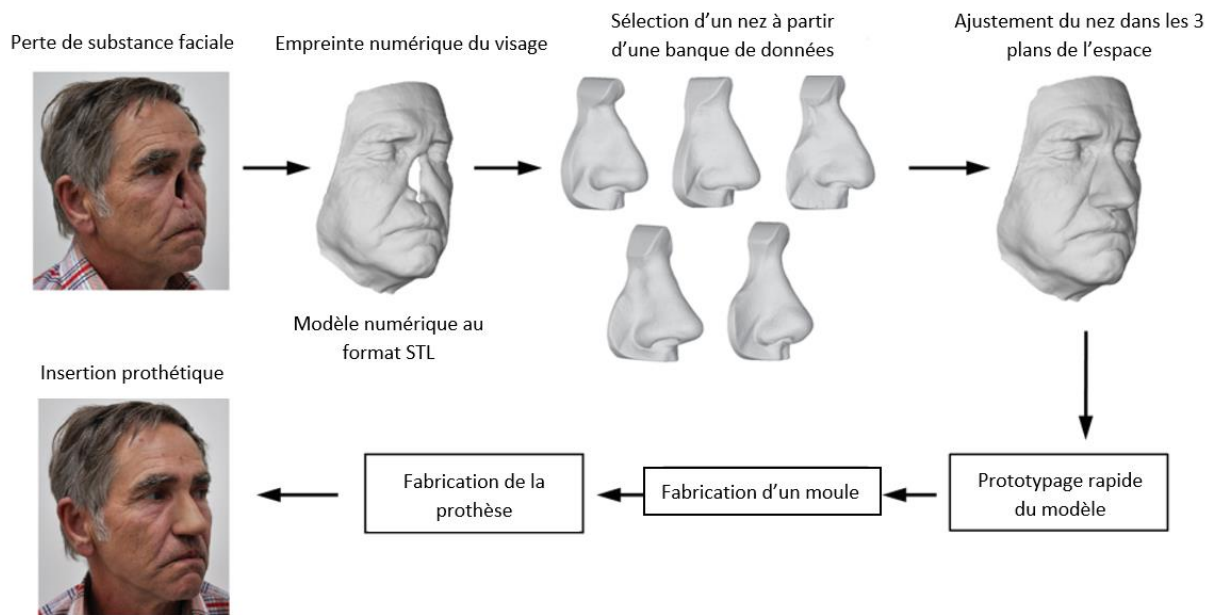 Perte de substance faciale
Empreinte numérique du visage
Sélection d’un nez à partir
d’une banque de données
Ajustement du nez dans les 3
plans de l’espace
Modèle numérique au
format STL
Prototypage rapide
du modèle
Fabrication d’un moule
Fabrication de la
prothèse
Insertion prothétique